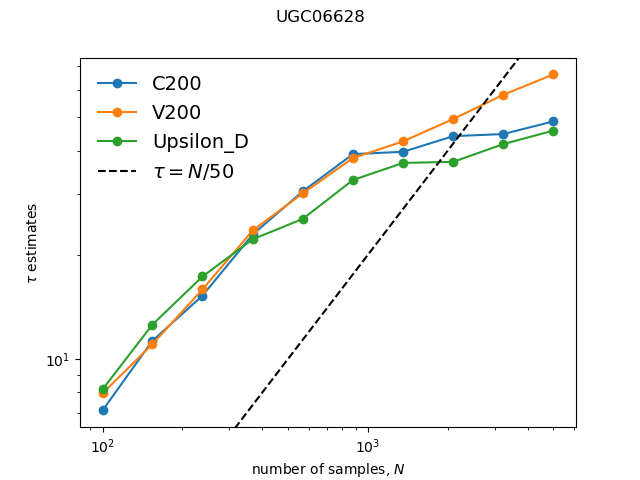 UGC06628
C200
V200
Upsilon_D
τ = N/50
τ estimates
10¹
10² 10³
number of samples, N